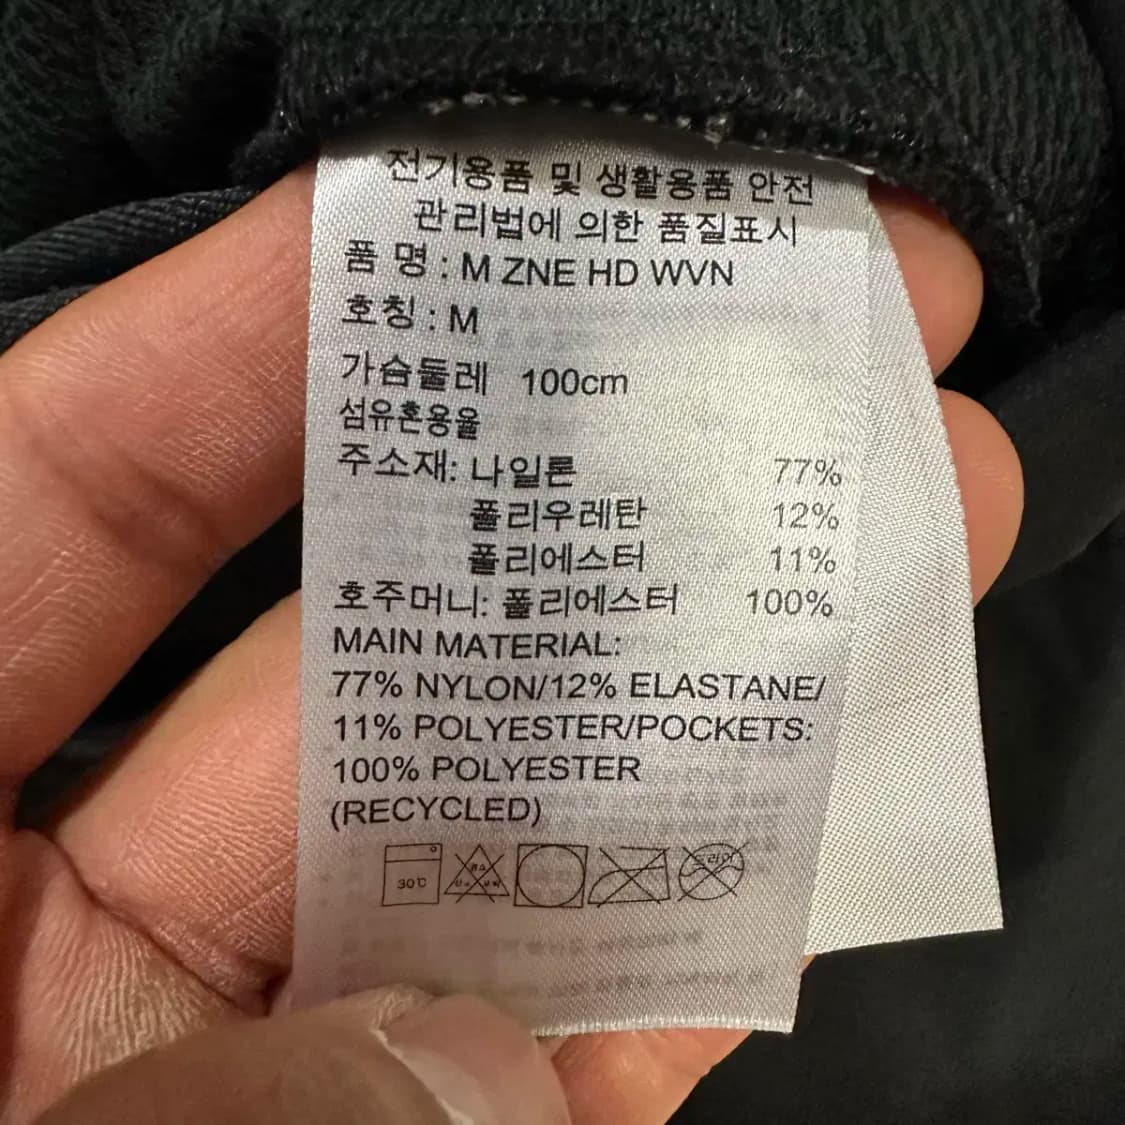 전기용품 및 생활용품 안전
관리법에 의한 품질표시
품 명 : M ZNE HD WVN
호칭 : M
가슴둘레 100cm
섬유혼용율
주소재: 나일론 77%
폴리우레탄 12%
폴리에스터 11%
호주머니: 폴리에스터 100%
MAIN MATERIAL:
77% NYLON/12% ELASTANE/
11% POLYESTER/POCKETS:
100% POLYESTER
(RECYCLED)
30℃ 드라이